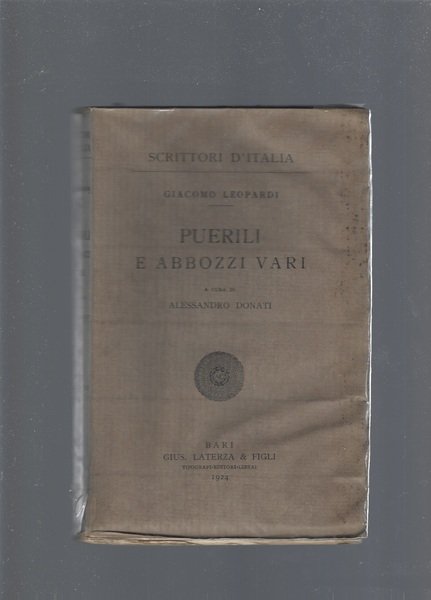 SCRITTORI D'ITALIA
GIACOMO LEOPARDI
PUERILI
E ABBOZZI VARI
A CURA DI
ALESSANDRO DONATI
BARI
GIUS. LATERZA & FIGLI
TIPOGRAFI-EDITORI-LIBRAI
1924